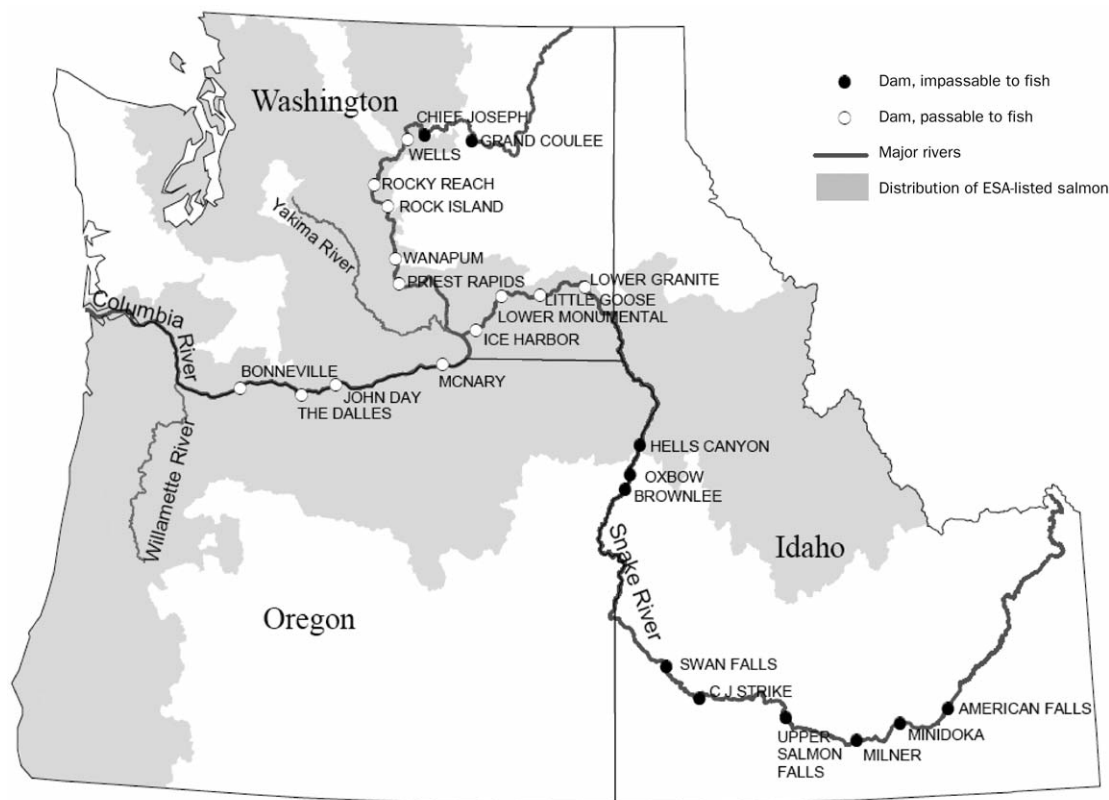 Washington
CHIEF JOSEPH
GRAND COULEE
WELLS
ROCKY REACH
ROCK ISLAND
Yakima River
WANAPUM
PRIEST RAPIDS
LOWER GRANITE
LITTLE GOOSE
LOWER MONUMENTAL
ICE HARBOR
Columbia
River
BONNEVILLE
THE DALLES
JOHN DAY
MCNARY
Willamette River
HELLS CANYON
OXBOW
BROWNLEE
Snake River
Idaho
Oregon
SWAN FALLS
C J STRIKE
UPPER
SALMON
FALLS
MILNER
MINIDOKA
AMERICAN FALLS
Dam, impassable to fish
Dam, passable to fish
Major rivers
Distribution of ESA-listed salmon